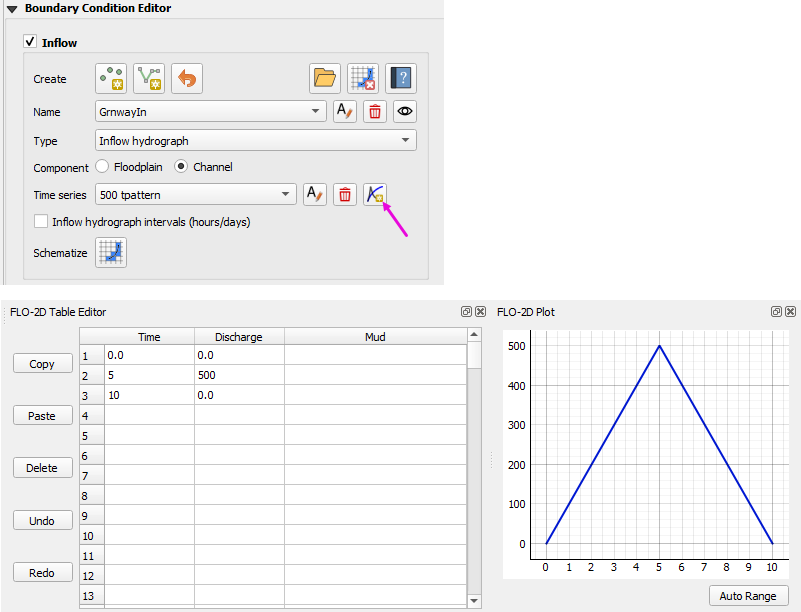 Boundary Condition Editor
Inflow
Create
?
Name GrnwayIn A
Type Inflow hydrograph
Component Floodplain Channel
Time series 500 tpattern A
Inflow hydrograph intervals (hours/days)
Schematize
FLO-2D Table Editor
Time Discharge Mud
1 0.0 0.0
2 5 500
3 10 0.0
4
5
6
7
8
9
10
11
12
13
Copy
Paste
Delete
Undo
Redo
FLO-2D Plot
500
400
300
200
100
0
0 1 2 3 4 5 6 7 8 9 10
Auto Range